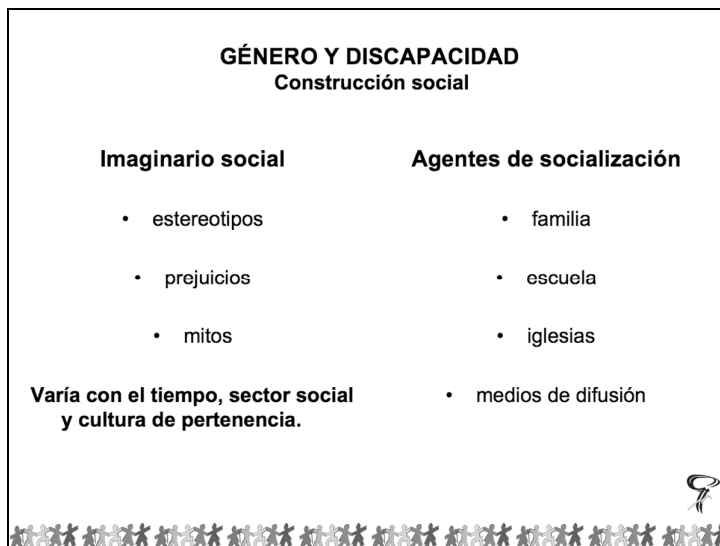 GÉNERO Y DISCAPACIDAD
Construcción social
Imaginario social
• estereotipos
• prejuicios
• mitos
Varía con el tiempo, sector social
y cultura de pertenencia.
Agentes de socialización
• familia
• escuela
• iglesias
• medios de difusión